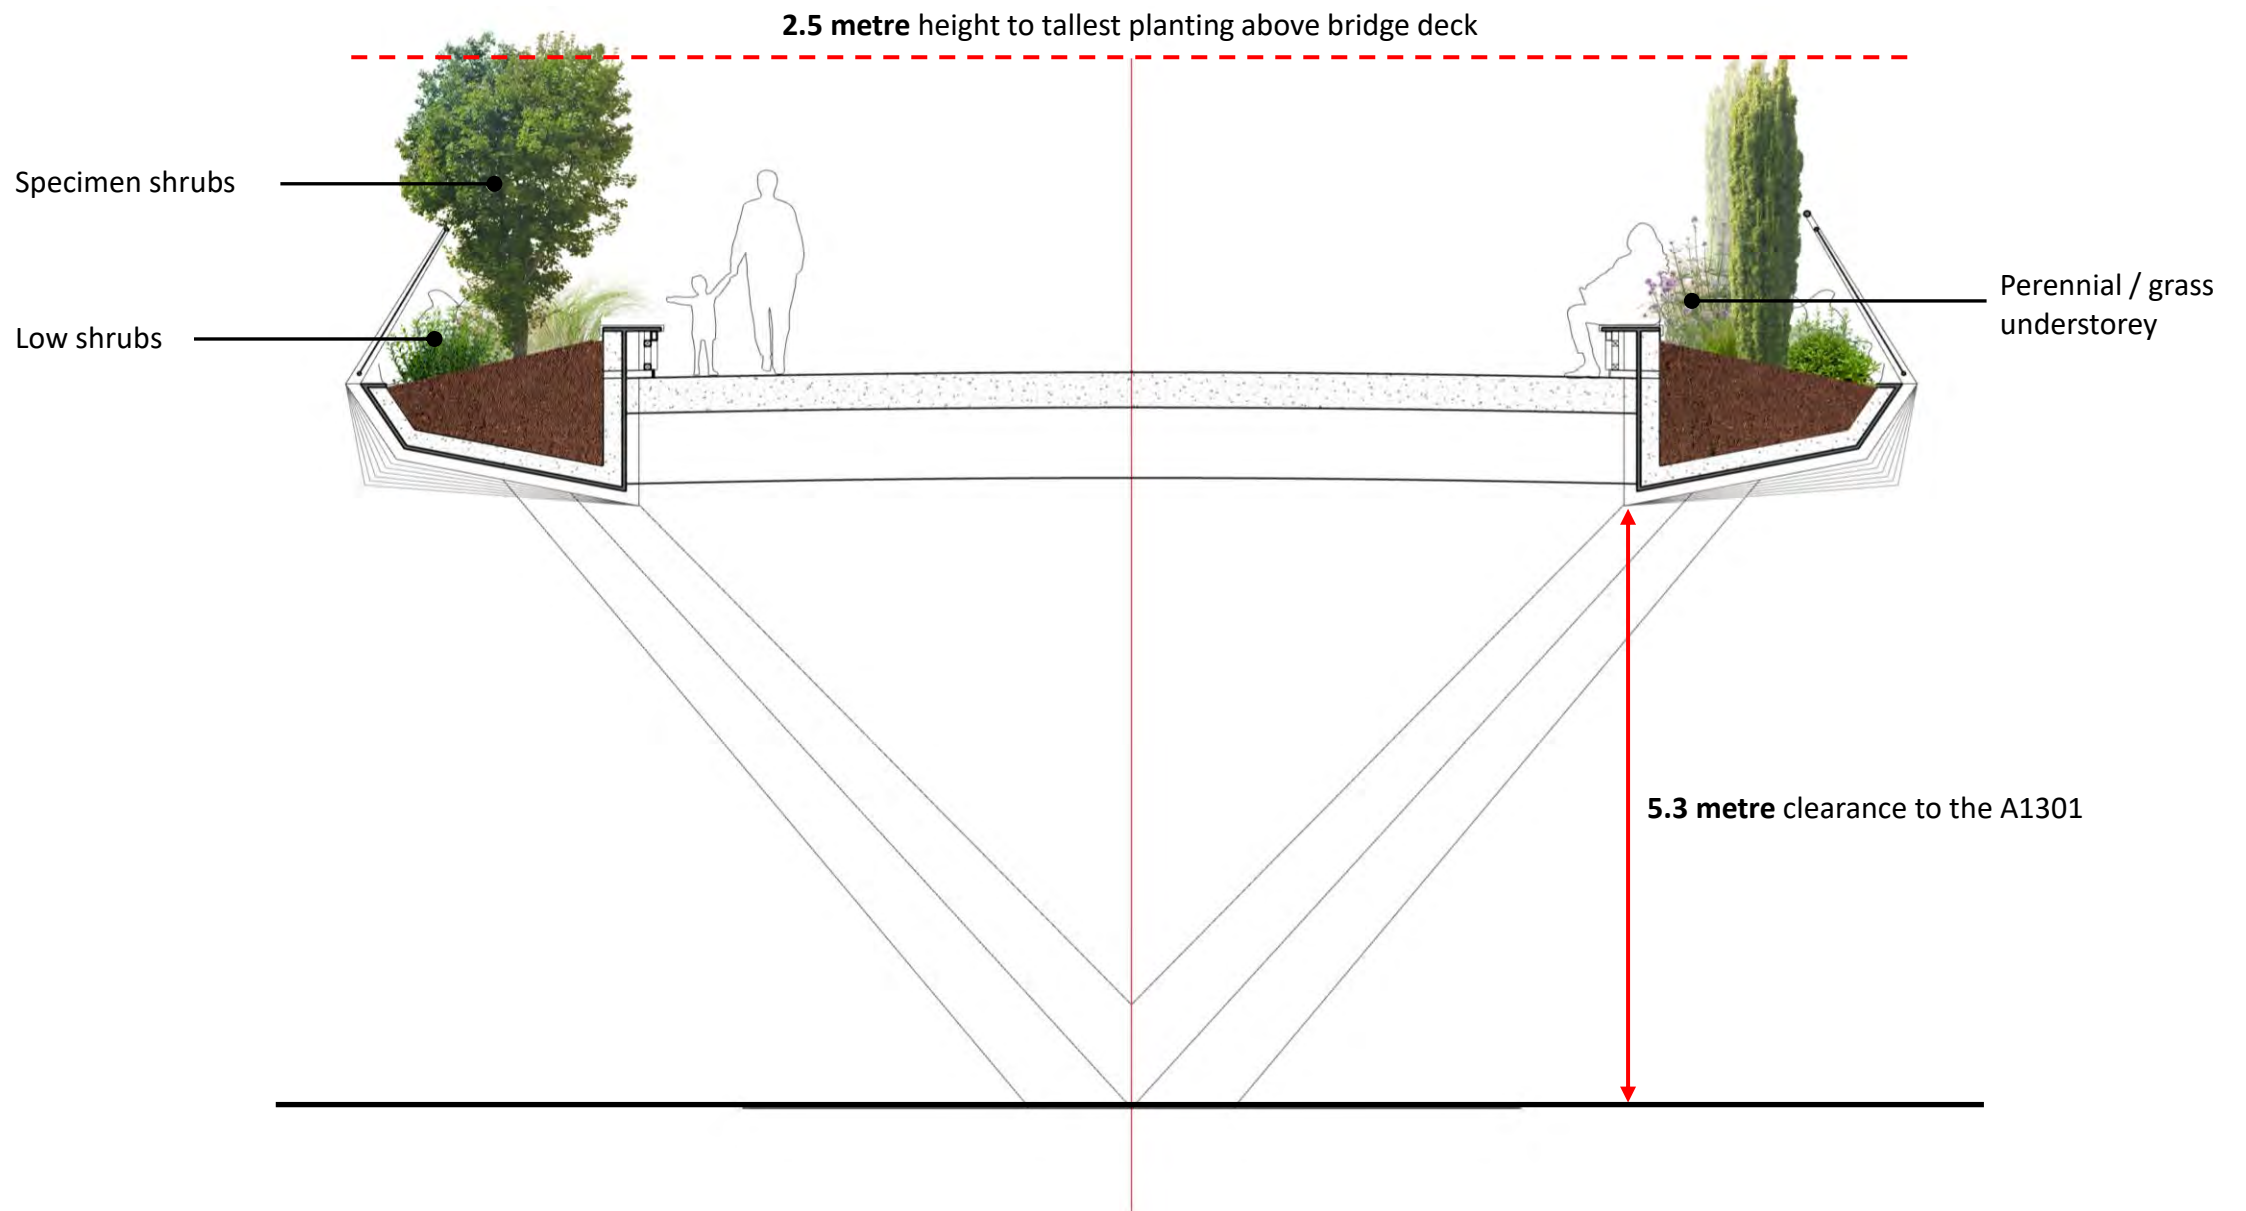 2.5 metre height to tallest planting above bridge deck
Specimen shrubs
Low shrubs
Perennial / grass
understorey
5.3 metre clearance to the A1301